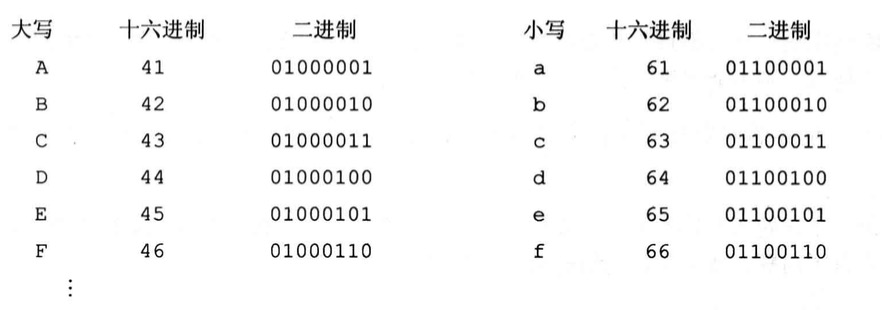 大写 十六进制 二进制 小写 十六进制 二进制
A 41 01000001 a 61 01100001
B 42 01000010 b 62 01100010
C 43 01000011 c 63 01100011
D 44 01000100 d 64 01100100
E 45 01000101 e 65 01100101
F 46 01000110 f 66 01100110
⋮